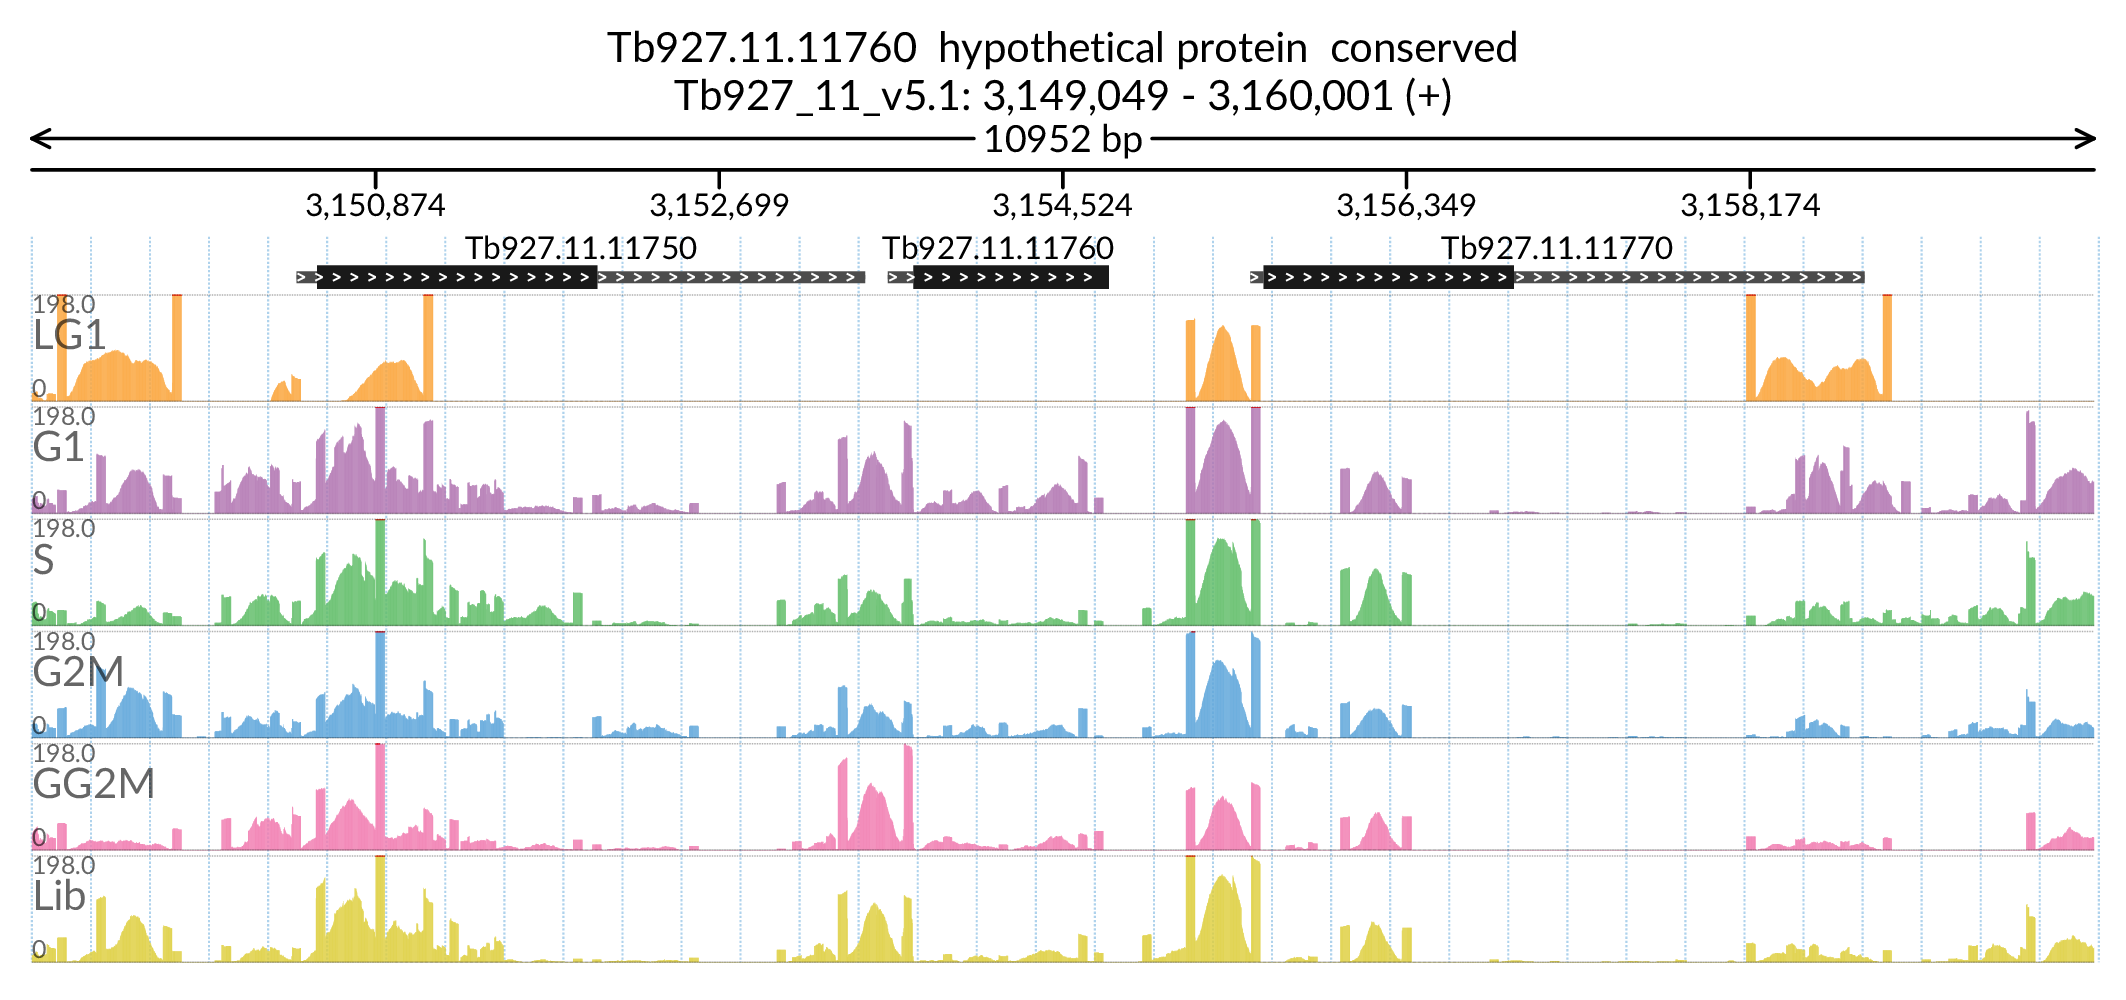 Tb927.11.11760 hypothetical protein conserved
Tb927_11_v5.1: 3,149,049 - 3,160,001 (+)
10952 bp
3,150,874 3,152,699 3,154,524 3,156,349 3,158,174
Tb927.11.11750 Tb927.11.11760 Tb927.11.11770
198.0
LG1
0
198.0
G1
0
198.0
S
0
198.0
G2M
0
198.0
GG2M
0
198.0
Lib
0